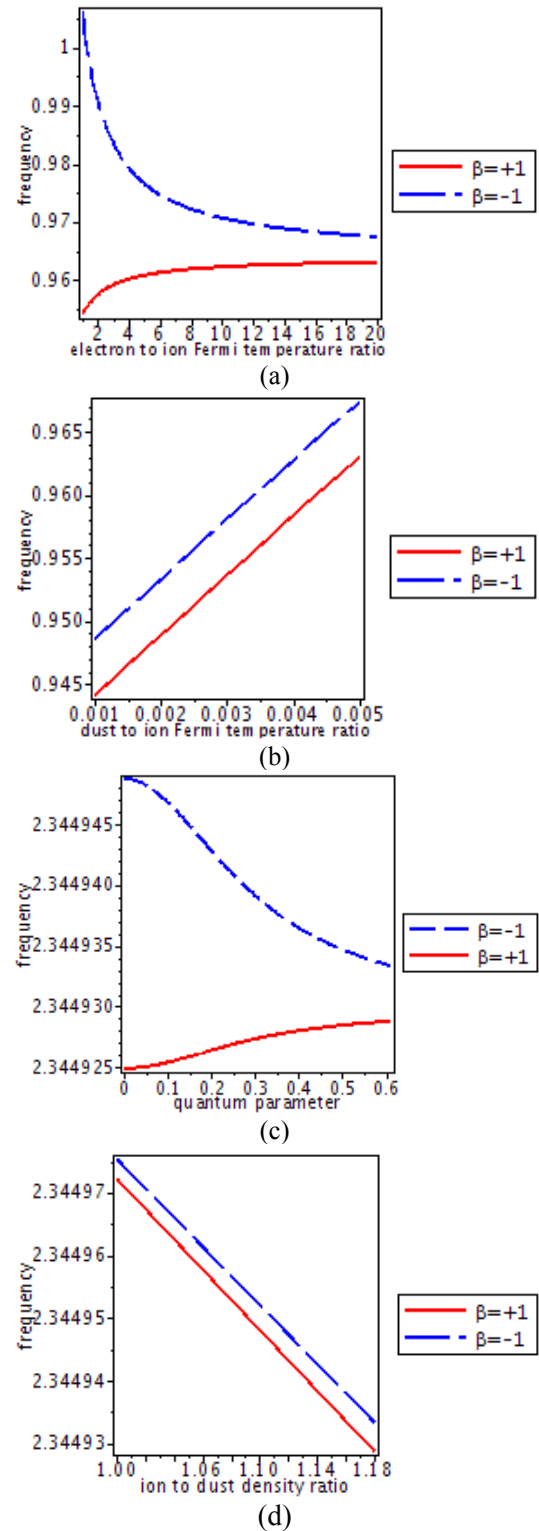 1
0.99
0.98
0.97
0.96
frequency
2 4 6 8 10 12 14 16 18 20
electron to ion Fermi temperature ratio
β=+1
β=-1
(a)
0.965
0.960
0.955
0.950
0.945
frequency
0.001 0.002 0.003 0.004 0.005
dust to ion Fermi temperature ratio
β=+1
β=-1
(b)
2.344945
2.344940
2.344935
2.344930
2.344925
frequency
0 0.1 0.2 0.3 0.4 0.5 0.6
quantum parameter
β=-1
β=+1
(c)
2.34497
2.34496
2.34495
2.34494
2.34493
frequency
1.00 1.06 1.10 1.14 1.18
ion to dust density ratio
β=+1
β=-1
(d)